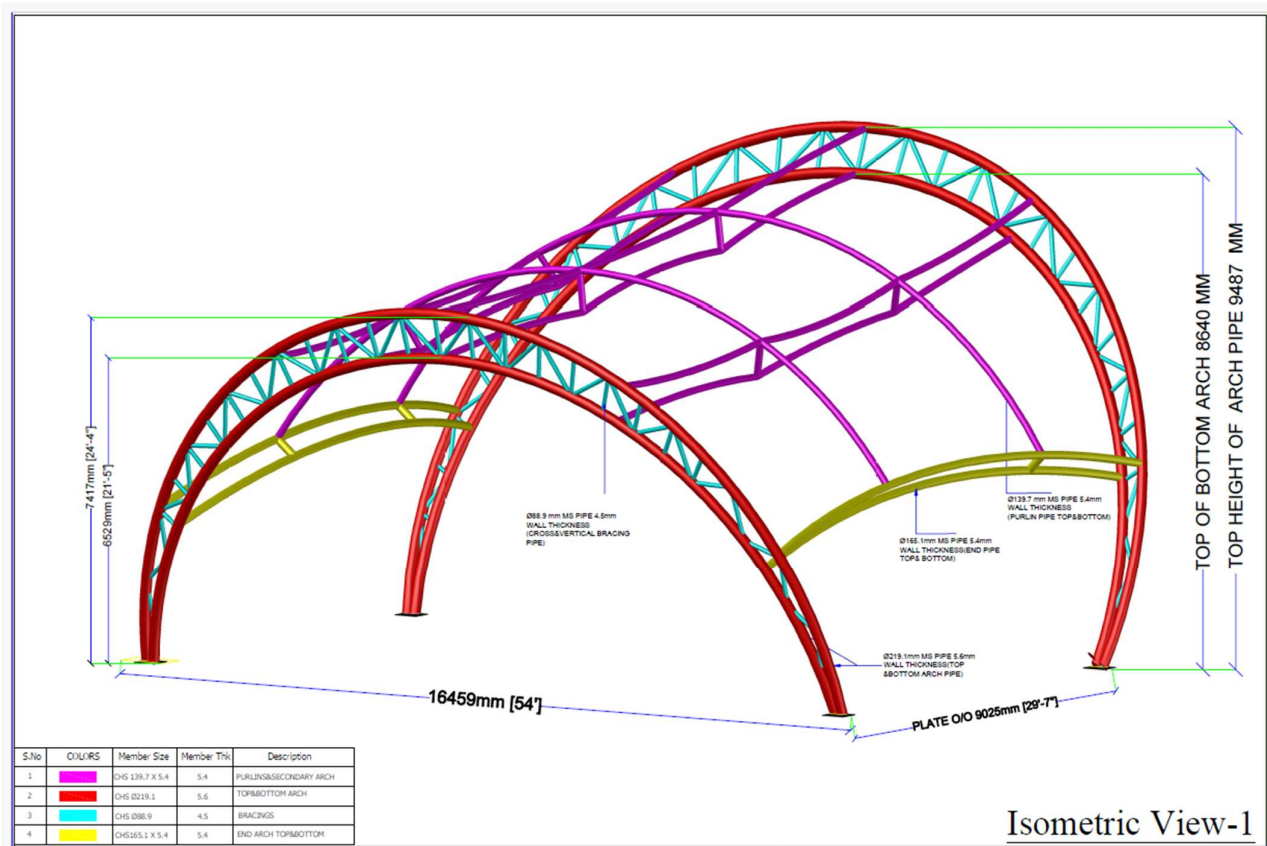 TOP OF BOTTOM ARCH 8640 MM
TOP HEIGHT OF ARCH PIPE 9487 MM
7417mm [24'-4"]
6529mm [21'-5"]
Ø88.9 mm MS PIPE 4.5mm
WALL THICKNESS
(CROSS&VERTICAL BRACING
PIPE)
Ø139.7 mm MS PIPE 5.4mm
WALL THICKNESS
(PURLIN PIPE TOP&BOTTOM)
Ø165.1mm MS PIPE 5.4mm
WALL THICKNESS(END PIPE
TOP& BOTTOM)
Ø219.1mm MS PIPE 5.6mm
WALL THICKNESS(TOP
&BOTTOM ARCH PIPE)
16459mm [54']
PLATE O/O 9025mm [29'-7"]
S.No COLORS Member Size Member Thk Description
1 CHS 139.7 X 5.4 5.4 PURLINS&SECONDARY ARCH
2 CHS Ø219.1 5.6 TOP&BOTTOM ARCH
3 CHS Ø88.9 4.5 BRACINGS
4 CHS165.1 X 5.4 5.4 END ARCH TOP&BOTTOM
Isometric View-1